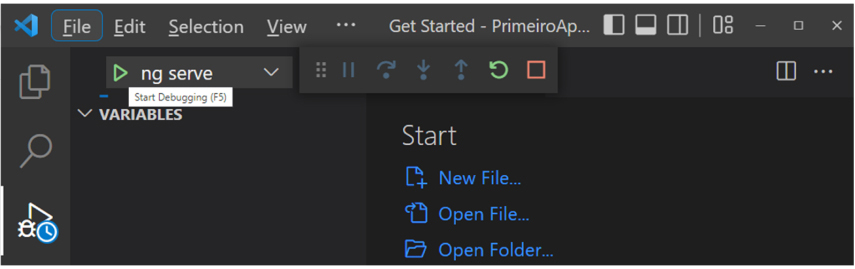 File Edit Selection View ··· Get Started - PrimeiroAp...
ng serve
Start Debugging (F5)
VARIABLES
Start
New File...
Open File...
Open Folder...